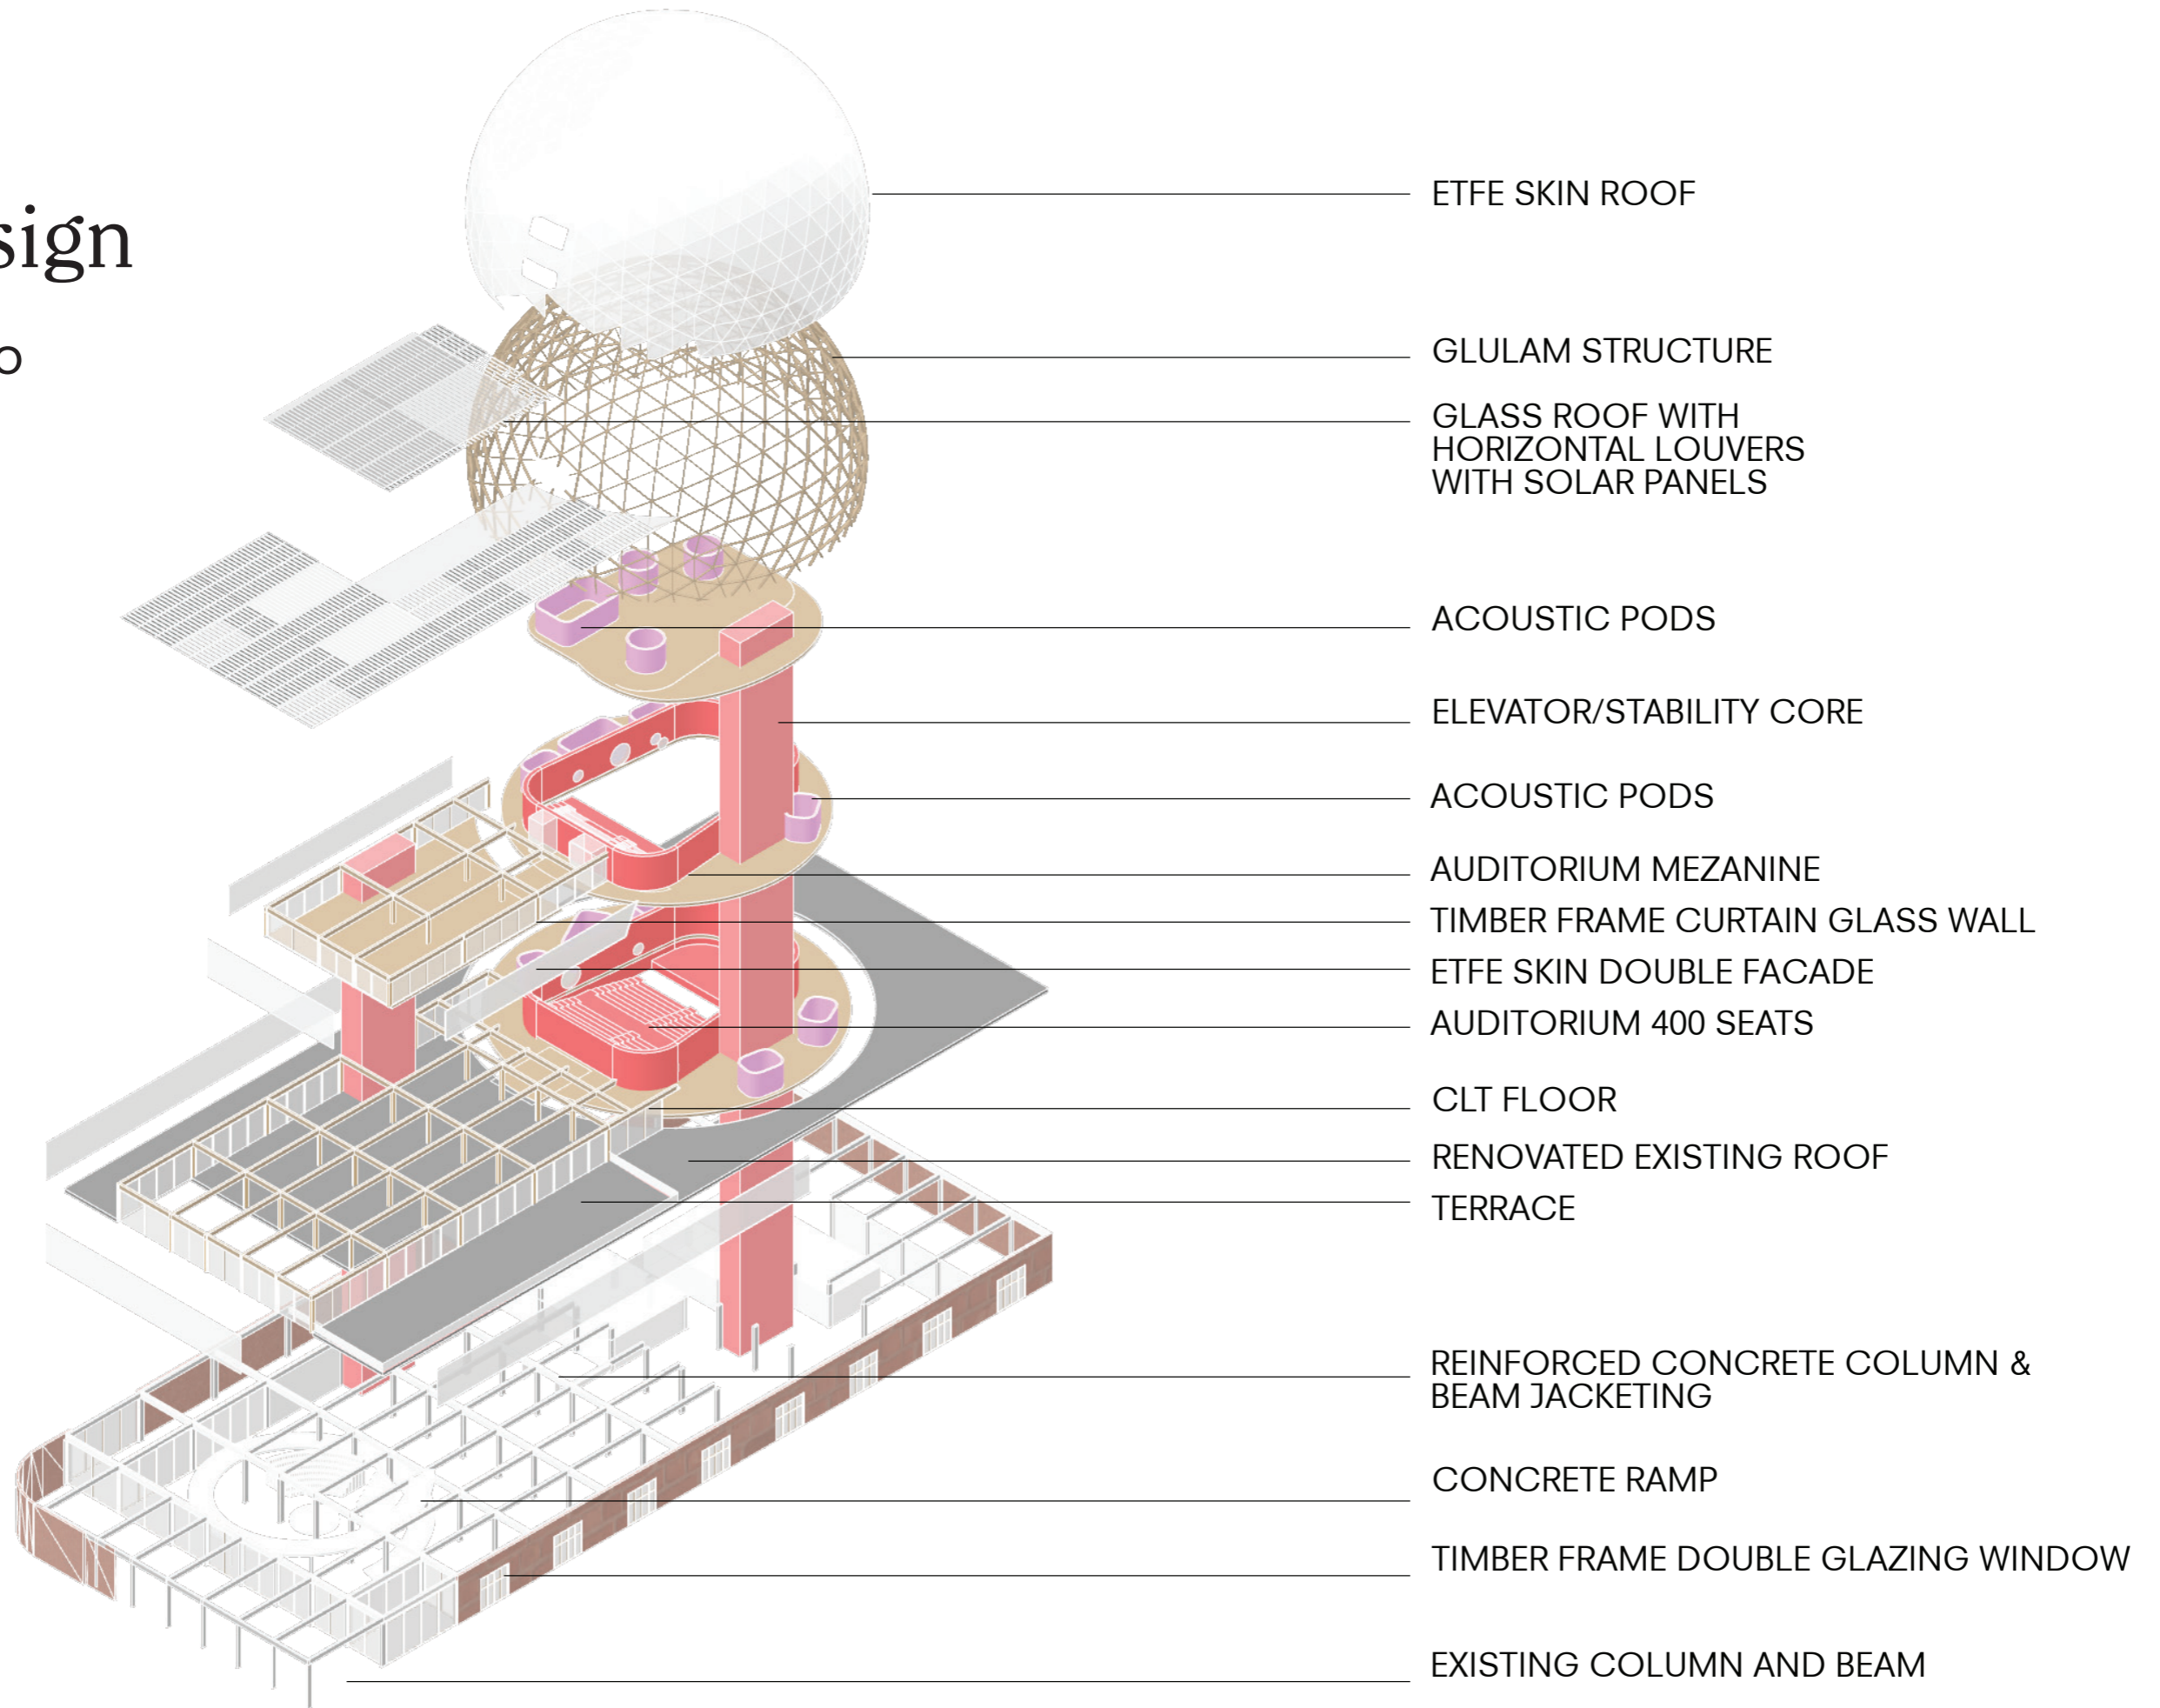 sign
o
ETFE SKIN ROOF
GLULAM STRUCTURE
GLASS ROOF WITH
HORIZONTAL LOUVERS
WITH SOLAR PANELS
ACOUSTIC PODS
ELEVATOR/STABILITY CORE
ACOUSTIC PODS
AUDITORIUM MEZANINE
TIMBER FRAME CURTAIN GLASS WALL
ETFE SKIN DOUBLE FACADE
AUDITORIUM 400 SEATS
CLT FLOOR
RENOVATED EXISTING ROOF
TERRACE
REINFORCED CONCRETE COLUMN &
BEAM JACKETING
CONCRETE RAMP
TIMBER FRAME DOUBLE GLAZING WINDOW
EXISTING COLUMN AND BEAM